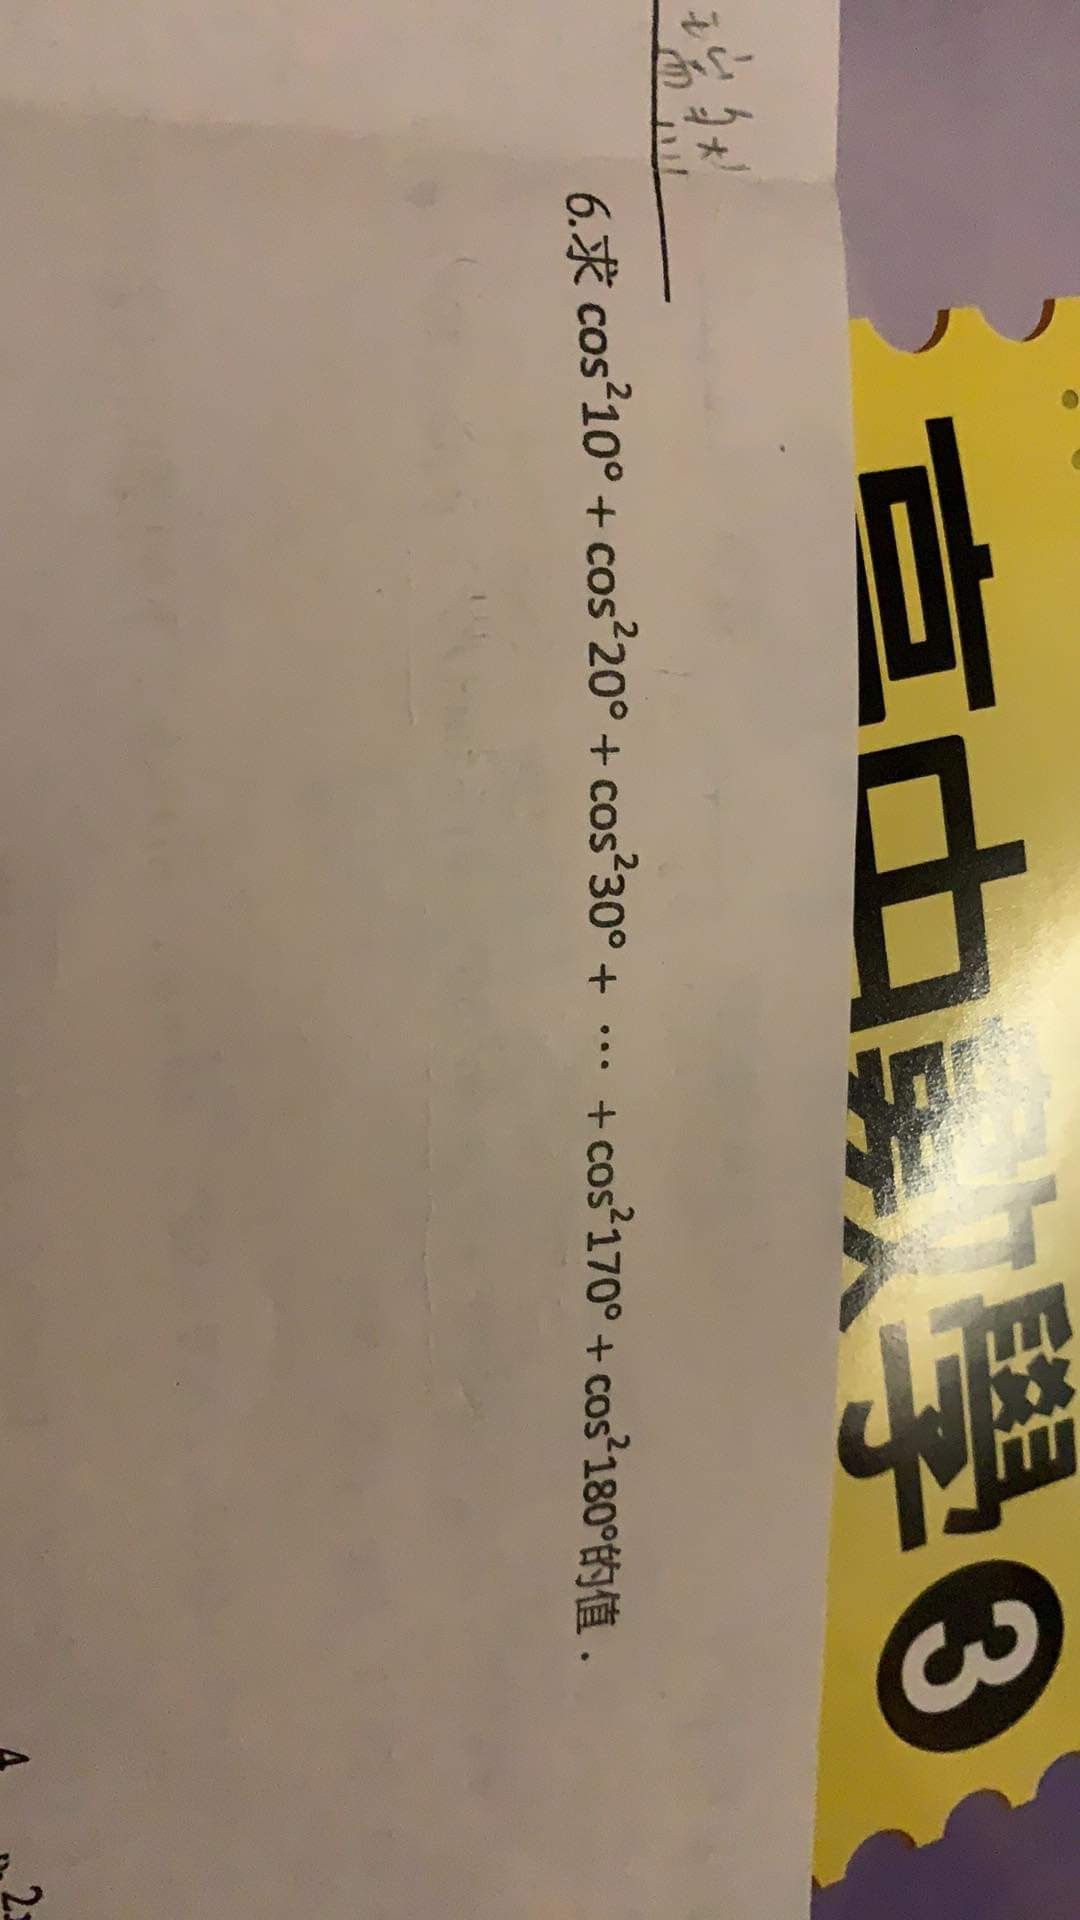 6.求 cos²10° + cos²20° + cos²30° + … + cos²170° + cos²180°的值.
高中數學3